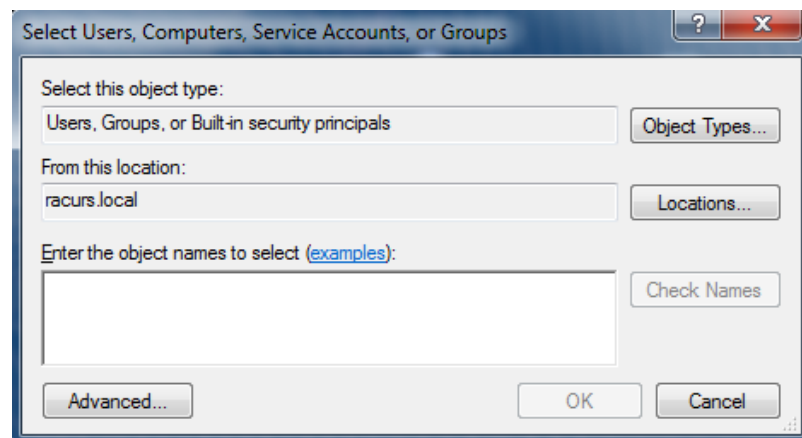 Select Users, Computers, Service Accounts, or Groups
Select this object type:
Users, Groups, or Built-in security principals
Object Types...
From this location:
racurs.local
Locations...
Enter the object names to select (examples):
Check Names
Advanced...
OK
Cancel